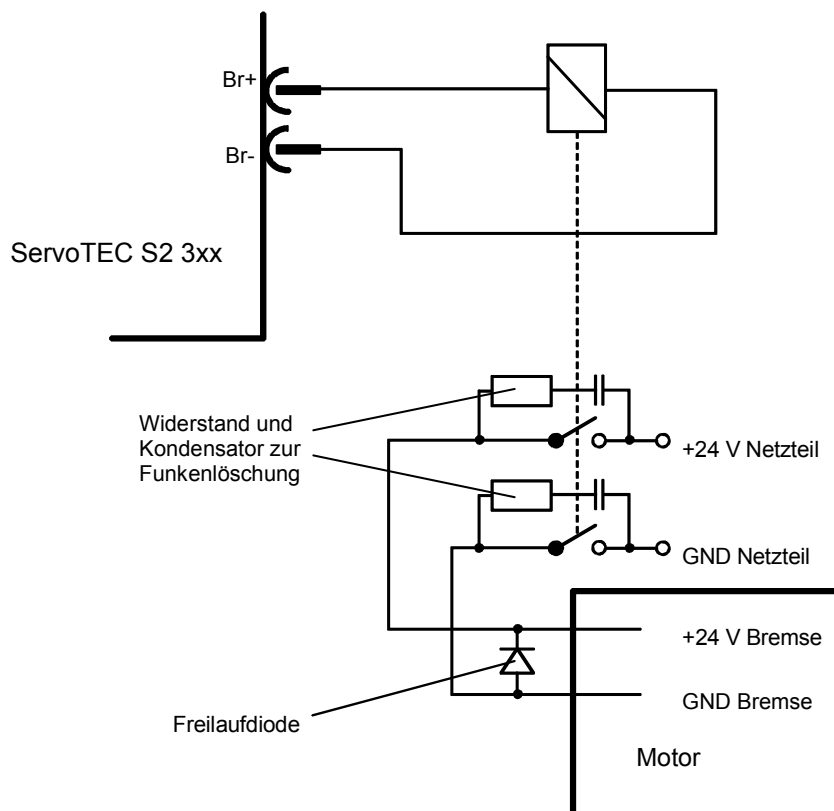 Br+
Br-
ServoTEC S2 3xx
Widerstand und
Kondensator zur
Funkenlöschung
+24 V Netzteil
GND Netzteil
+24 V Bremse
GND Bremse
Freilaufdiode
Motor